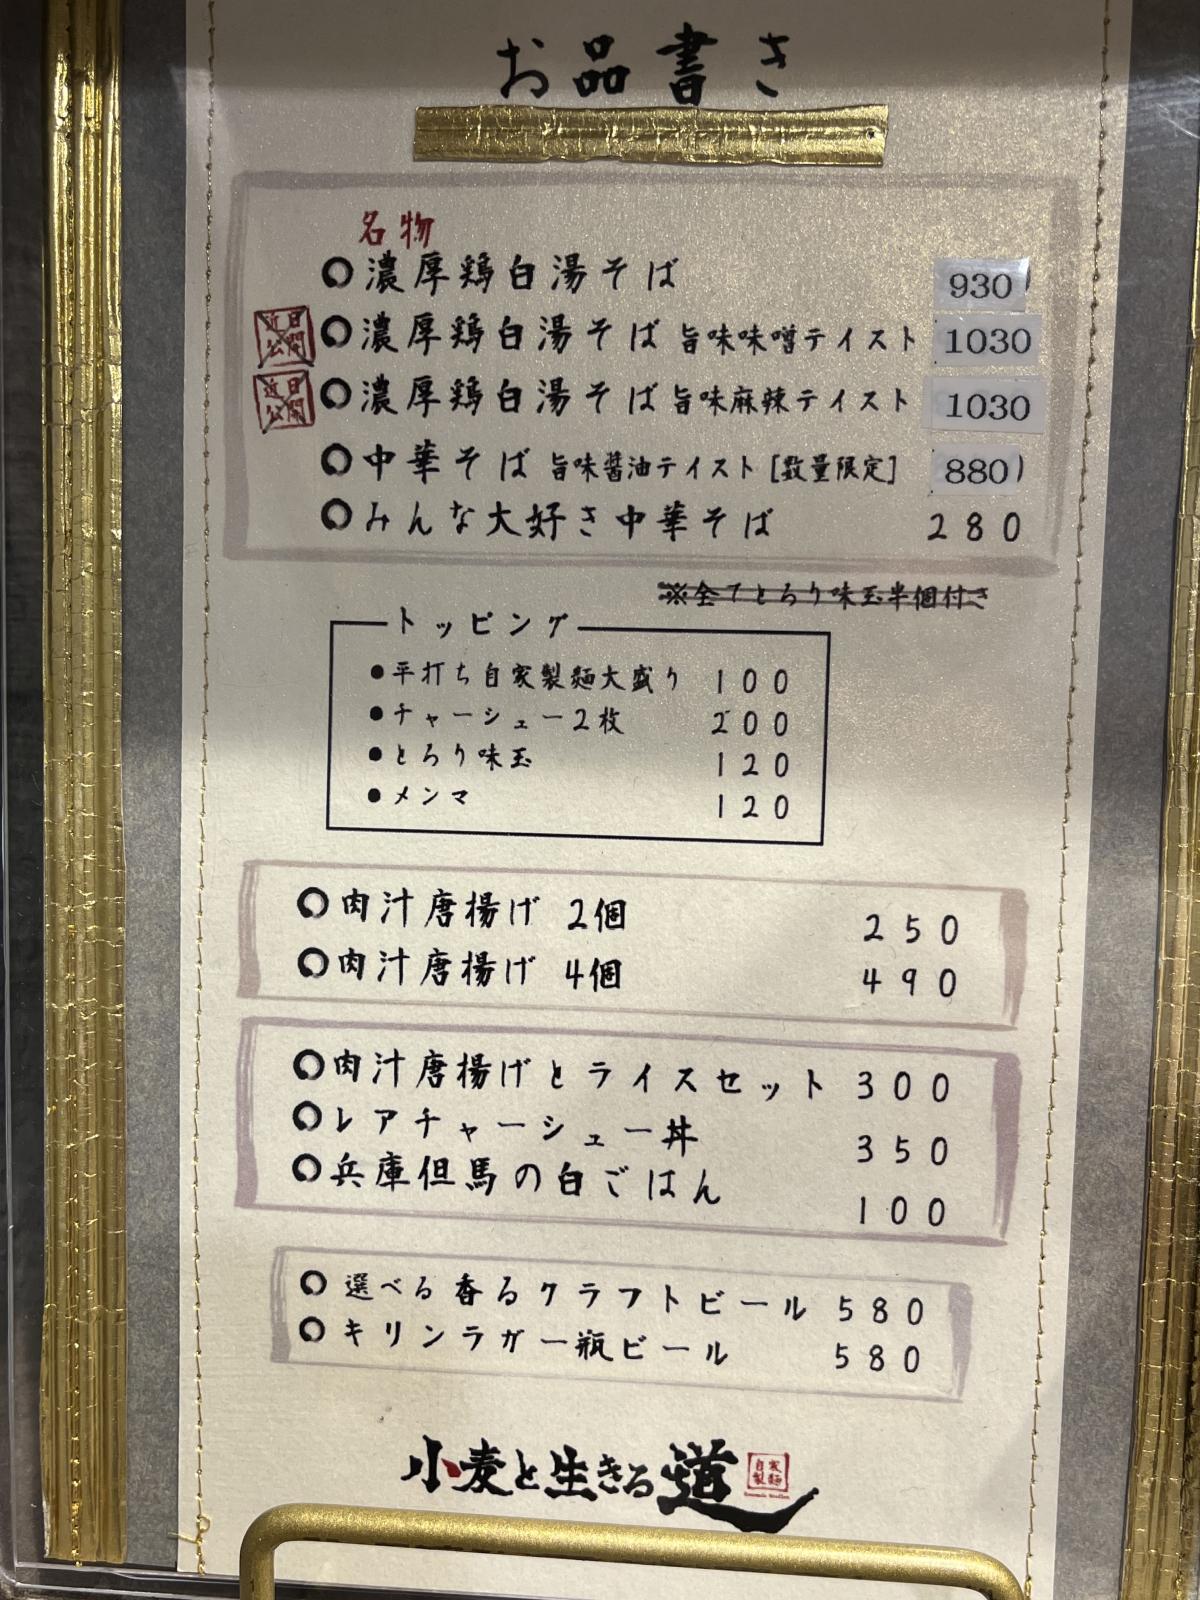 お品書き
名物
濃厚鶏白湯そば 930
近日公開 濃厚鶏白湯そば 旨味味噌テイスト 1030
近日公開 濃厚鶏白湯そば 旨味麻辣テイスト 1030
中華そば 旨味醤油テイスト [数量限定] 880
みんな大好き中華そば 280
※全てとろり味玉半個付き
トッピング
●平打ち自家製麺大盛り 100
●チャーシュー2枚 200
●とろり味玉 120
●メンマ 120
肉汁唐揚げ 2個 250
肉汁唐揚げ 4個 490
肉汁唐揚げとライスセット 300
レアチャーシュー丼 350
兵庫但馬の白ごはん 100
選べる香るクラフトビール 580
キリンラガー瓶ビール 580
小麦と生きる道 自家製麺